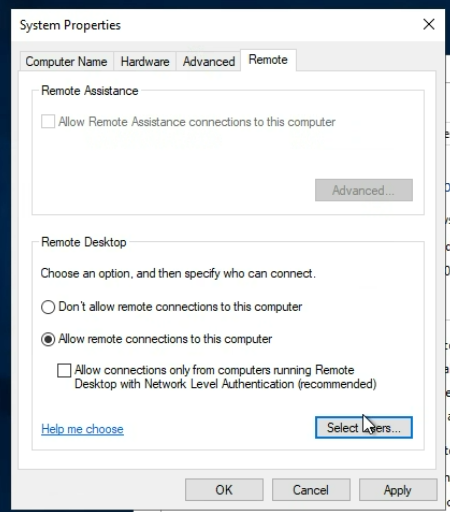 System Properties
Computer Name Hardware Advanced Remote
Remote Assistance
Allow Remote Assistance connections to this computer
Advanced...
Remote Desktop
Choose an option, and then specify who can connect.
Don't allow remote connections to this computer
Allow remote connections to this computer
Allow connections only from computers running Remote
Desktop with Network Level Authentication (recommended)
Help me choose
Select Users...
OK Cancel Apply